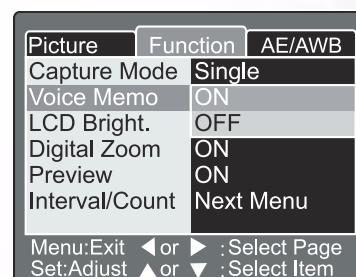 Picture Function AE/AWB
Capture Mode Single
Voice Memo ON
LCD Bright. OFF
Digital Zoom ON
Preview ON
Interval/Count Next Menu
Menu:Exit ◀ or ▶ :Select Page
Set:Adjust ▲ or ▼ :Select Item